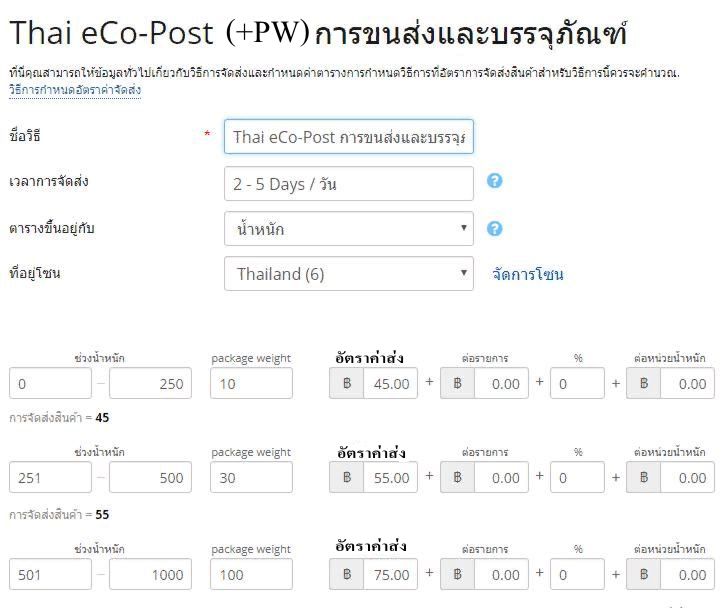 Thai eCo-Post (+PW) การขนส่งและบรรจุภัณฑ์
ที่นี่คุณสามารถให้ข้อมูลทั่วไปเกี่ยวกับวิธีการจัดส่งและกำหนดค่าตารางการกำหนดวิธีการที่อัตราการจัดส่งสินค้าสำหรับวิธีการนี้ควรจะคำนวณ.
วิธีการกำหนดอัตราค่าจัดส่ง
ชื่อวิธี * Thai eCo-Post การขนส่งและบรรจุภ
เวลาการจัดส่ง 2 - 5 Days / วัน ?
ตารางขึ้นอยู่กับ น้ำหนัก ?
ที่อยู่โซน Thailand (6) จัดการโซน
ช่วงน้ำหนัก package weight อัตราค่าส่ง ต่อรายการ % ต่อหน่วยน้ำหนัก
0 – 250 10 ฿ 45.00 + ฿ 0.00 + 0 + ฿ 0.00
การจัดส่งสินค้า = 45
ช่วงน้ำหนัก package weight อัตราค่าส่ง ต่อรายการ % ต่อหน่วยน้ำหนัก
251 – 500 30 ฿ 55.00 + ฿ 0.00 + 0 + ฿ 0.00
การจัดส่งสินค้า = 55
ช่วงน้ำหนัก package weight อัตราค่าส่ง ต่อรายการ % ต่อหน่วยน้ำหนัก
501 – 1000 100 ฿ 75.00 + ฿ 0.00 + 0 + ฿ 0.00